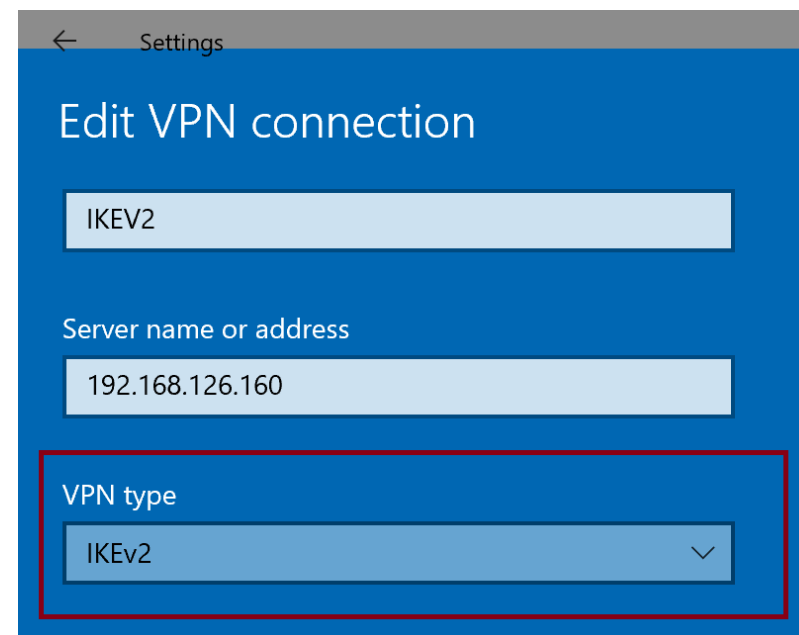 Settings
Edit VPN connection
IKEV2
Server name or address
192.168.126.160
VPN type
IKEv2